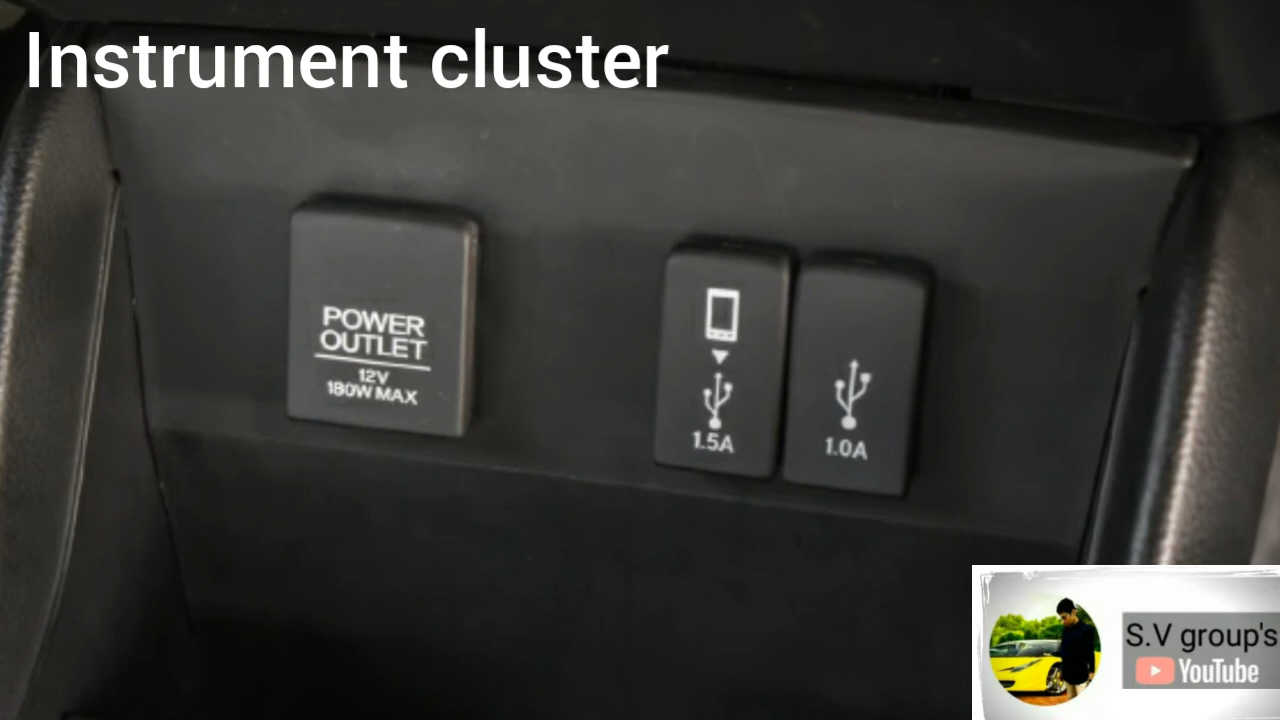 Instrument cluster
POWER
OUTLET
12V
180W MAX
1.5A
1.0A
S.V group's
YouTube